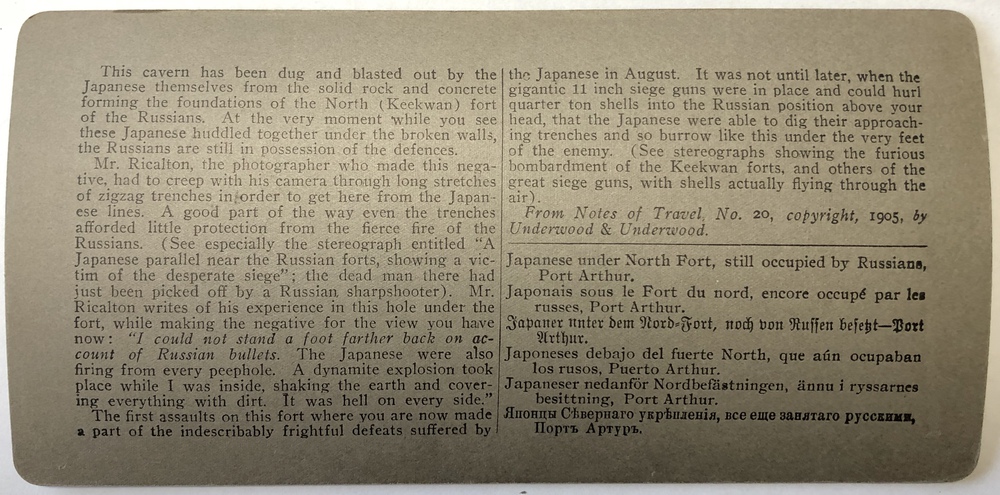 This cavern has been dug and blasted out by the
Japanese themselves from the solid rock and concrete
forming the foundations of the North (Keekwan) fort
of the Russians. At the very moment while you see
these Japanese huddled together under the broken walls,
the Russians are still in possession of the defences.
Mr. Ricalton, the photographer who made this nega-
tive, had to creep with his camera through long stretches
of zigzag trenches in order to get here from the Japan-
ese lines. A good part of the way even the trenches
afforded little protection from the fierce fire of the
Russians. (See especially the stereograph entitled "A
Japanese parallel near the Russian forts, showing a vic-
tim of the desperate siege"; the dead man there had
just been picked off by a Russian sharpshooter). Mr.
Ricalton writes of his experience in this hole under the
fort, while making the negative for the view you have
now: "I could not stand a foot farther back on ac-
count of Russian bullets. The Japanese were also
firing from every peephole. A dynamite explosion took
place while I was inside, shaking the earth and cover-
ing everything with dirt. It was hell on every side."
The first assaults on this fort where you are now made
a part of the indescribably frightful defeats suffered by
the Japanese in August. It was not until later, when the
gigantic 11 inch siege guns were in place and could hurl
quarter ton shells into the Russian position above your
head, that the Japanese were able to dig their approach-
ing trenches and so burrow like this under the very feet
of the enemy. (See stereographs showing the furious
bombardment of the Keekwan forts, and others of the
great siege guns, with shells actually flying through the
air).
From Notes of Travel, No. 20, copyright, 1905, by
Underwood & Underwood.
Japanese under North Fort, still occupied by Russians,
Port Arthur.
Japonais sous le Fort du nord, encore occupé par les
russes, Port Arthur.
Japaner unter dem Nord-Fort, noch von Russen besetzt—Port
Arthur.
Japoneses debajo del fuerte North, que aún ocupaban
los rusos, Puerto Arthur.
Japaneser nedanför Nordbefästningen, ännu i ryssarnes
besittning, Port Arthur.
Японцы Сѣвернаго укрѣпленія, все еще занятаго русскими,
Портъ Артуръ.